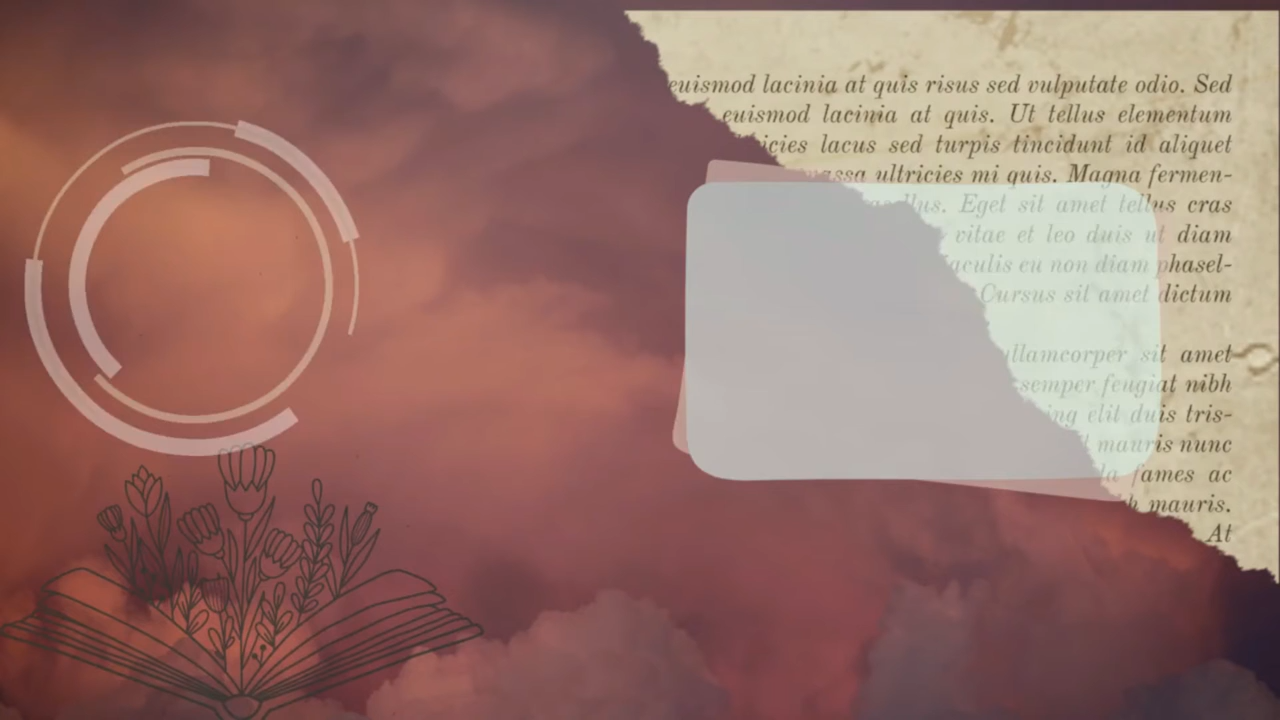 euismod lacinia at quis risus sed vulputate odio. Sed
euismod lacinia at quis. Ut tellus elementum
lacus sed turpis tincidunt id aliquet
massa ultricies mi quis. Magna fermen-
Eget sit amet tellus cras
vitae et leo duis ut diam
iaculis eu non diam phasel-
Cursus sit amet dictum
ullamcorper sit amet
semper feugiat nibh
elit duis tris-
mauris nunc
fames ac
mauris.
At